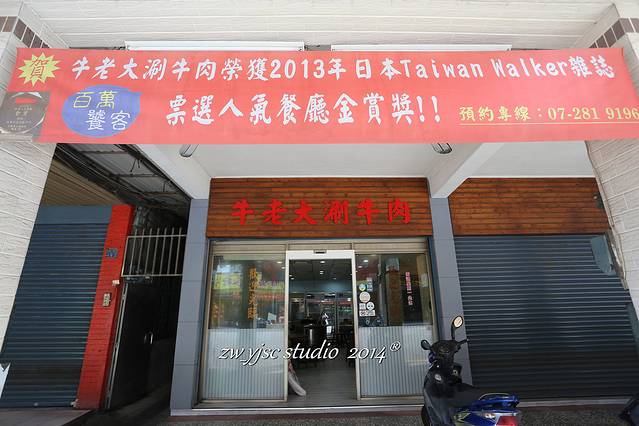 賀 牛老大涮牛肉榮獲2013年日本Taiwan Walker雜誌
百萬
饕客
票選人氣餐廳金賞獎!!
預約專線：07-281 9196
牛老大涮牛肉
zw.yjsc studio 2014®